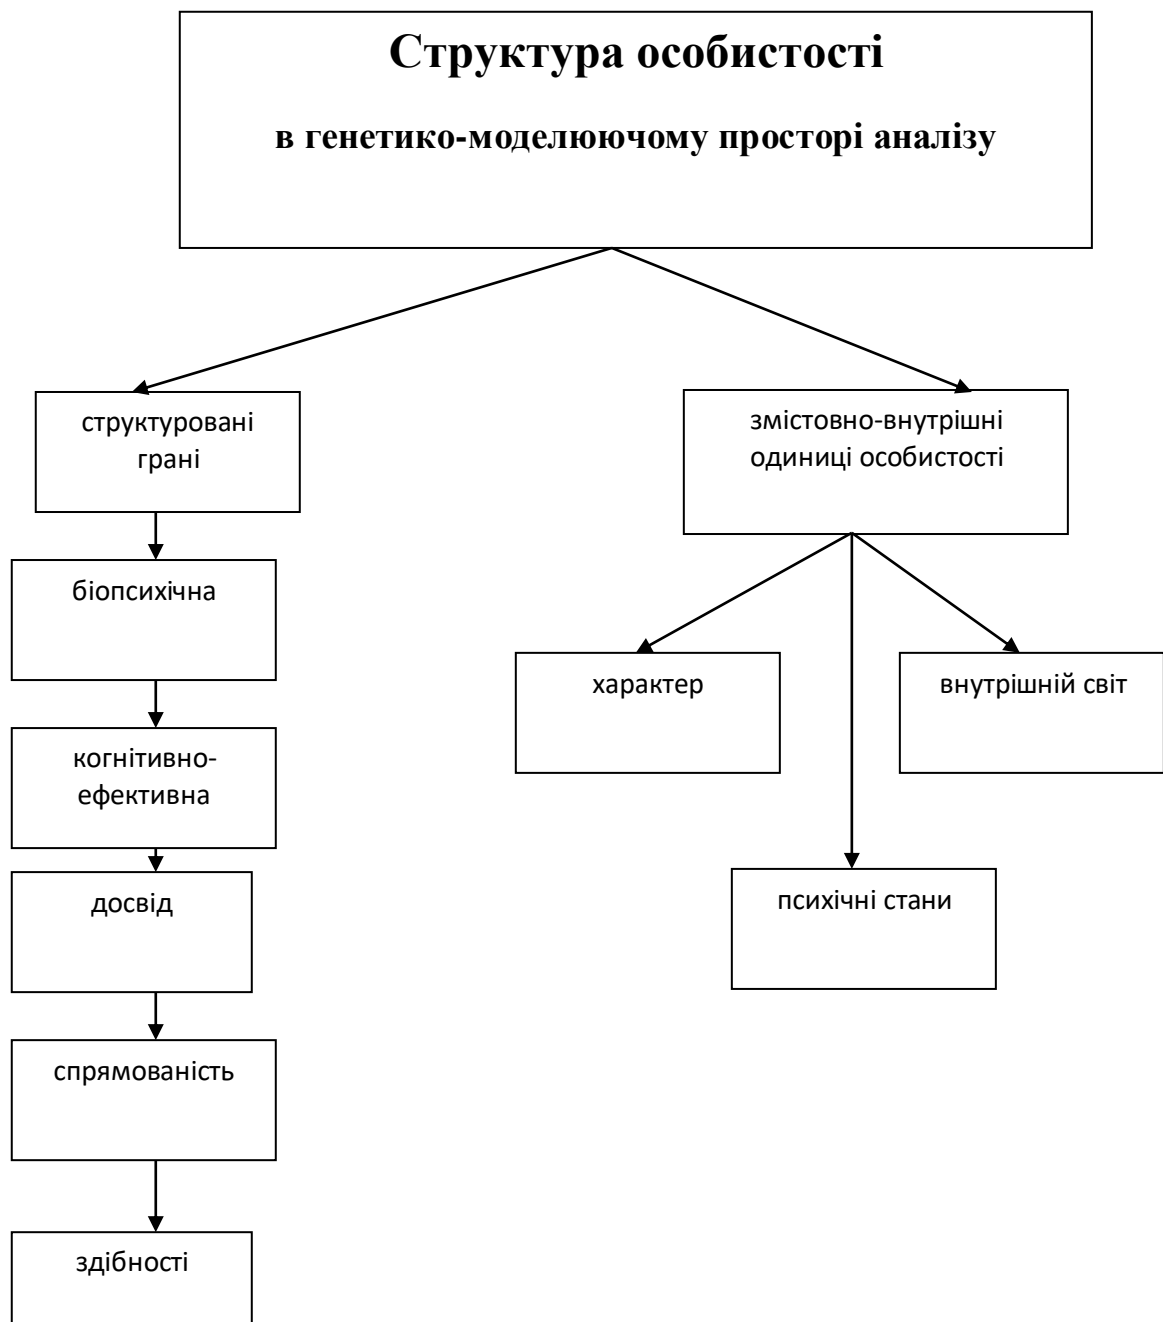 Структура особистості
в генетико-моделюючому просторі аналізу
структуровані
грані
змістовно-внутрішні
одиниці особистості
біопсихічна
характер
внутрішній світ
когнітивно-
ефективна
досвід
психічні стани
спрямованість
здібності